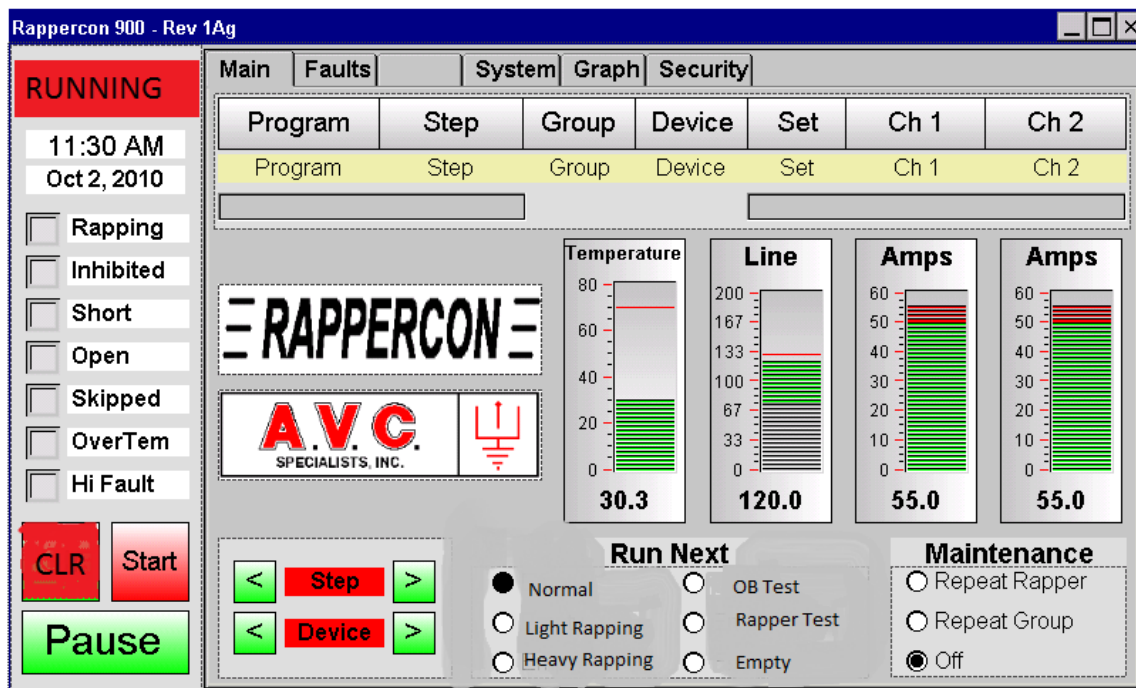 Rappercon 900 - Rev 1Ag
RUNNING
11:30 AM
Oct 2, 2010
Rapping
Inhibited
Short
Open
Skipped
OverTem
Hi Fault
CLR Start
Pause
Main Faults System Graph Security
Program Step Group Device Set Ch 1 Ch 2
Program Step Group Device Set Ch 1 Ch 2
RAPPERCON
A.V.C.
SPECIALISTS, INC.
Temperature
80
60
40
20
0
30.3
Line
200
167
133
100
67
33
0
120.0
Amps
60
50
40
30
20
10
0
55.0
Amps
60
50
40
30
20
10
0
55.0
< Step >
< Device >
Run Next
Normal OB Test
Light Rapping Rapper Test
Heavy Rapping Empty
Maintenance
Repeat Rapper
Repeat Group
Off